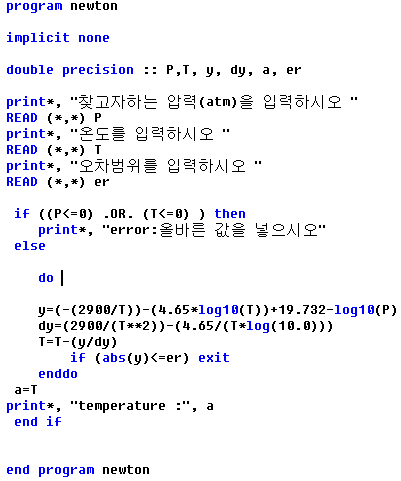 program newton
implicit none
double precision :: P,T, y, dy, a, er
print*, "찾고자하는 압력(atm)을 입력하시오 "
READ (*,*) P
print*, "온도를 입력하시오 "
READ (*,*) T
print*, "오차범위를 입력하시오 "
READ (*,*) er
if ((P<=0) .OR. (T<=0) ) then
print*, "error:올바른 값을 넣으시오"
else
do
y=(-(2900/T))-(4.65*log10(T))+19.732-log10(P)
dy=(2900/(T**2))-(4.65/(T*log(10.0)))
T=T-(y/dy)
if (abs(y)<=er) exit
enddo
a=T
print*, "temperature :", a
end if
end program newton